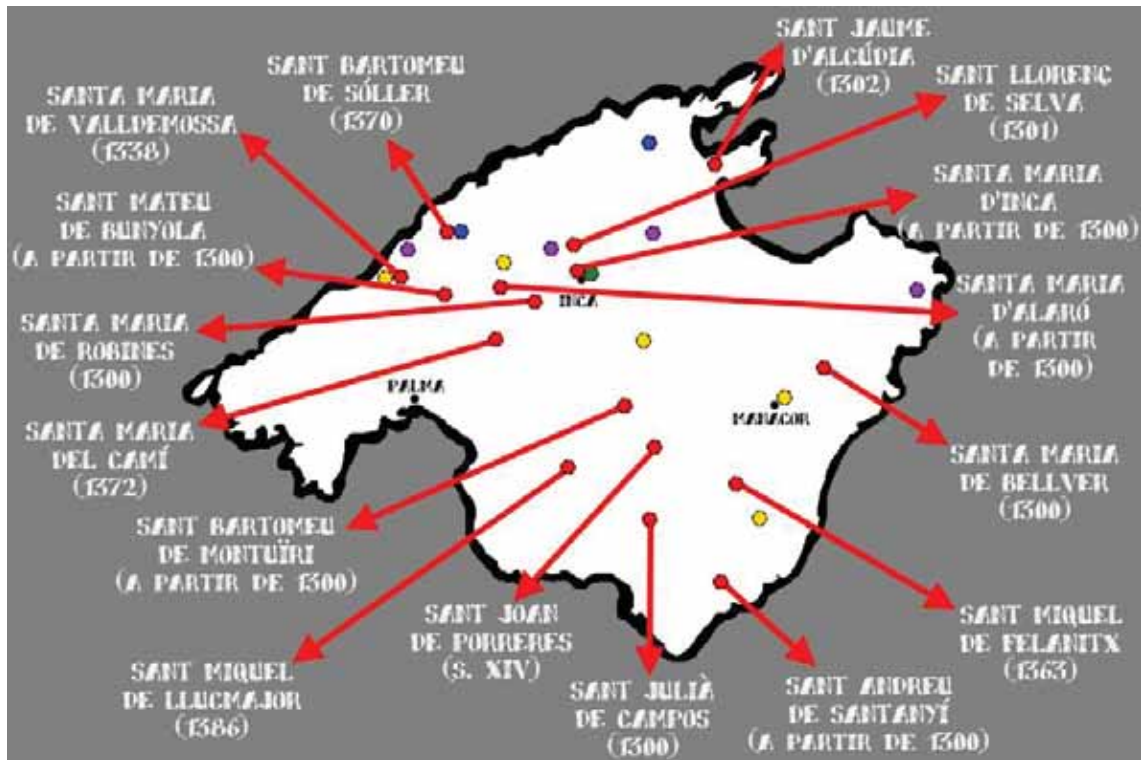 SANT JAUME
D'ALCÚDIA
(1302)
SANT BARTOMEU
DE SÓLLER
(1370)
SANT LLORENÇ
DE SELVA
(1301)
SANTA MARIA
DE VALLDEMOSSA
(1338)
SANTA MARIA
D'INCA
(A PARTIR DE 1300)
SANT MATEU
DE BUNYOLA
(A PARTIR DE 1300)
SANTA MARIA
D'ALARÓ
(A PARTIR
DE 1300)
INCA
SANTA MARIA
DE ROBINES
(1300)
PALMA
MANACOR
SANTA MARIA
DEL CAMÍ
(1372)
SANTA MARIA
DE BELLVER
(1300)
SANT BARTOMEU
DE MONTUÏRI
(A PARTIR DE 1300)
SANT JOAN
DE PORRERES
(S. XIV)
SANT MIQUEL
DE FELANITX
(1363)
SANT MIQUEL
DE LLUCMAJOR
(1386)
SANT JULIÀ
DE CAMPOS
(1300)
SANT ANDREU
DE SANTANYÍ
(A PARTIR DE 1300)